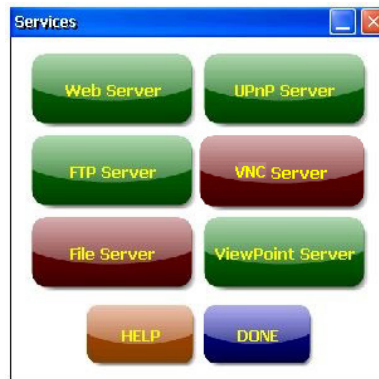 Services
Web Server
UPnP Server
FTP Server
VNC Server
File Server
ViewPoint Server
HELP
DONE